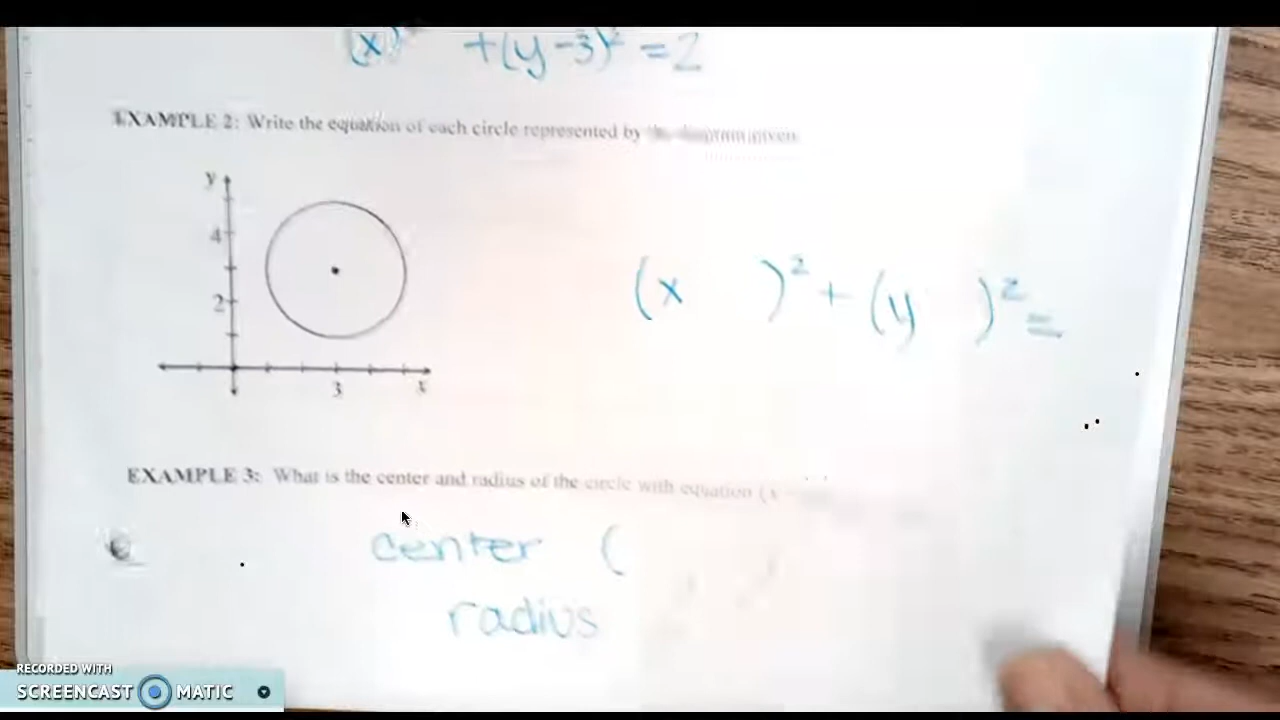 (x)² +(y-3)² =2
EXAMPLE 2: Write the equation of each circle represented by
y
4
2
3
x
(x )² + (y )² =
EXAMPLE 3: What is the center and radius of the circle with equation (x
center (
radius
RECORDED WITH
SCREENCAST MATIC